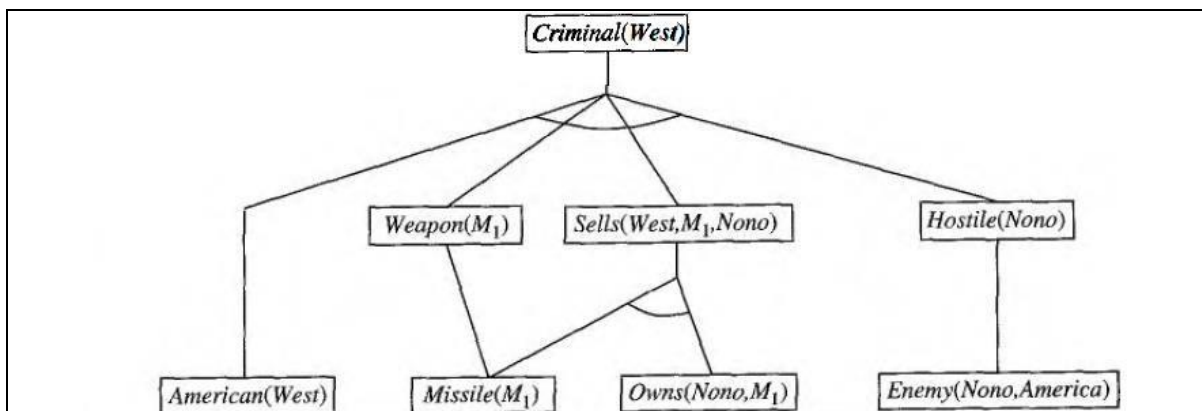 Criminal(West)
Weapon(M₁)
Sells(West,M₁,Nono)
Hostile(Nono)
American(West)
Missile(M₁)
Owns(Nono,M₁)
Enemy(Nono,America)